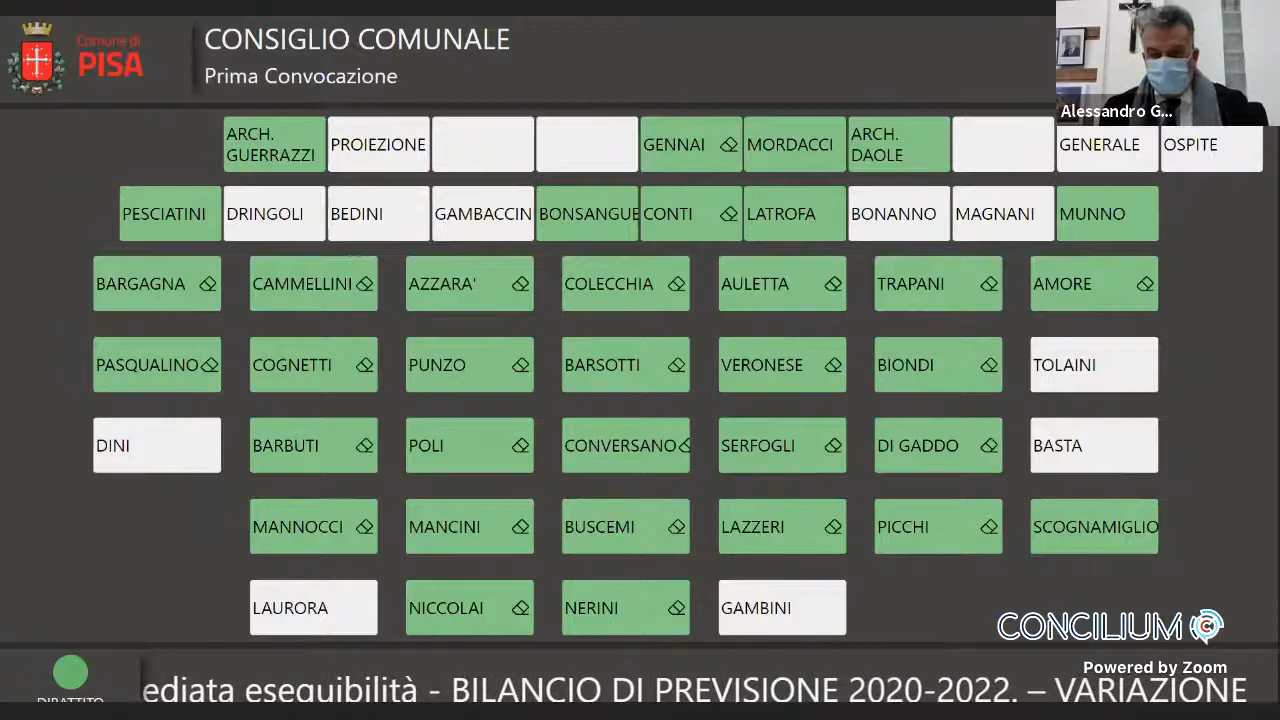 Comune di
PISA
CONSIGLIO COMUNALE
Prima Convocazione
Alessandro G...
ARCH.
GUERRAZZI
PROIEZIONE
GENNAI
MORDACCI
ARCH.
DAOLE
GENERALE
OSPITE
PESCIATINI
DRINGOLI
BEDINI
GAMBACCIN
BONSANGUE
CONTI
LATROFA
BONANNO
MAGNANI
MUNNO
BARGAGNA
CAMMELLINI
AZZARA'
COLECCHIA
AULETTA
TRAPANI
AMORE
PASQUALINO
COGNETTI
PUNZO
BARSOTTI
VERONESE
BIONDI
TOLAINI
DINI
BARBUTI
POLI
CONVERSANO
SERFOGLI
DI GADDO
BASTA
MANNOCCI
MANCINI
BUSCEMI
LAZZERI
PICCHI
SCOGNAMIGLIO
LAURORA
NICCOLAI
NERINI
GAMBINI
CONCILIUM
Powered by Zoom
DIBATTITO
ediata eseguibilità - BILANCIO DI PREVISIONE 2020-2022. – VARIAZIONE